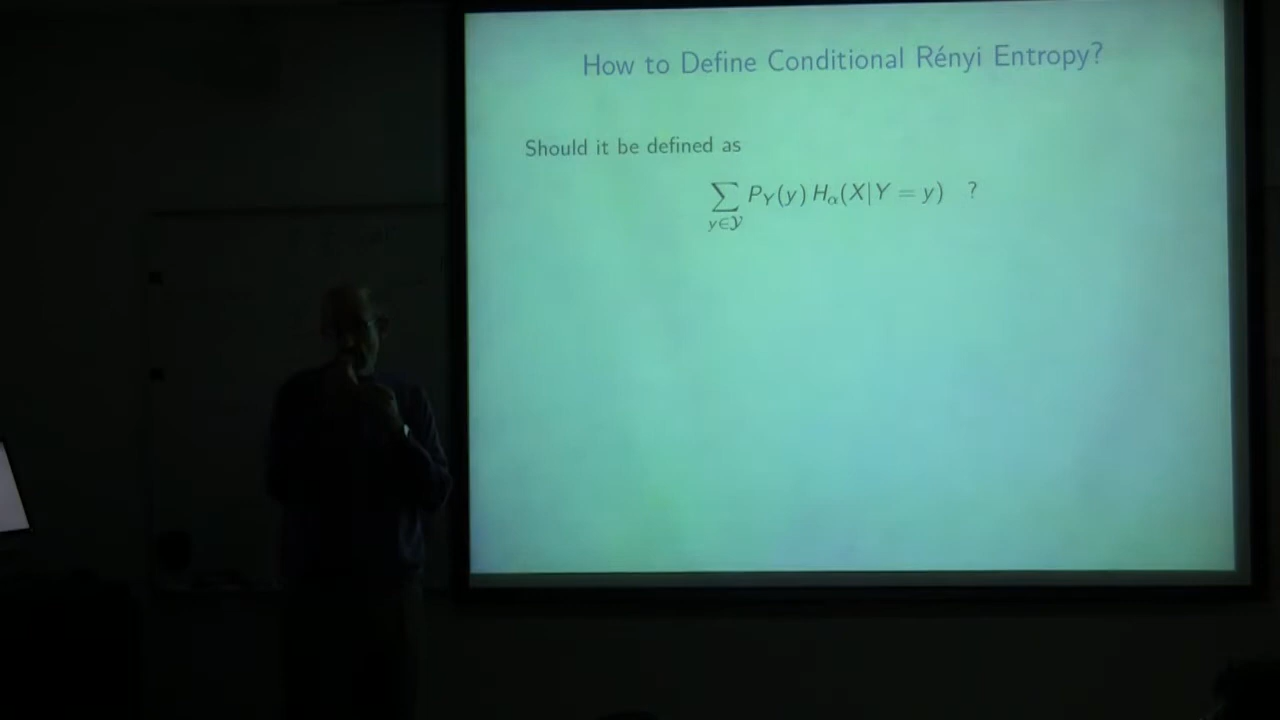 How to Define Conditional Rényi Entropy?
Should it be defined as
∑ P_Y(y) H_α(X|Y = y) ?
y∈𝒴